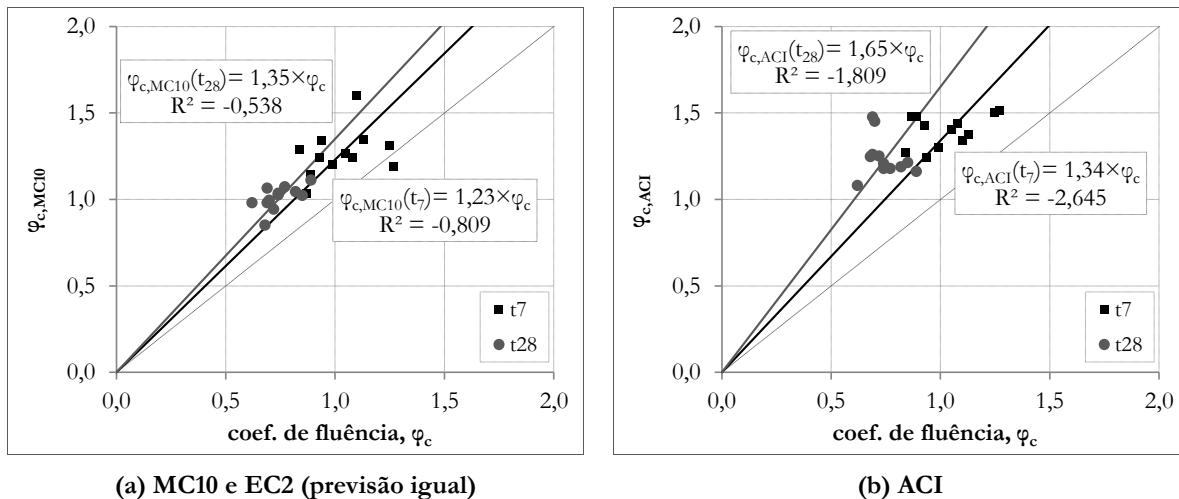 2,0
φc,MC10(t28)= 1,35×φc
R² = -0,538
1,5
φc,MC10
1,0
φc,MC10(t7)= 1,23×φc
R² = -0,809
0,5
t7
t28
0,0
0,0 0,5 1,0 1,5 2,0
coef. de fluência, φc
(a) MC10 e EC2 (previsão igual)
2,0
φc,ACI(t28)= 1,65×φc
R² = -1,809
1,5
φc,ACI
1,0
φc,ACI(t7)= 1,34×φc
R² = -2,645
0,5
t7
t28
0,0
0,0 0,5 1,0 1,5 2,0
coef. de fluência, φc
(b) ACI